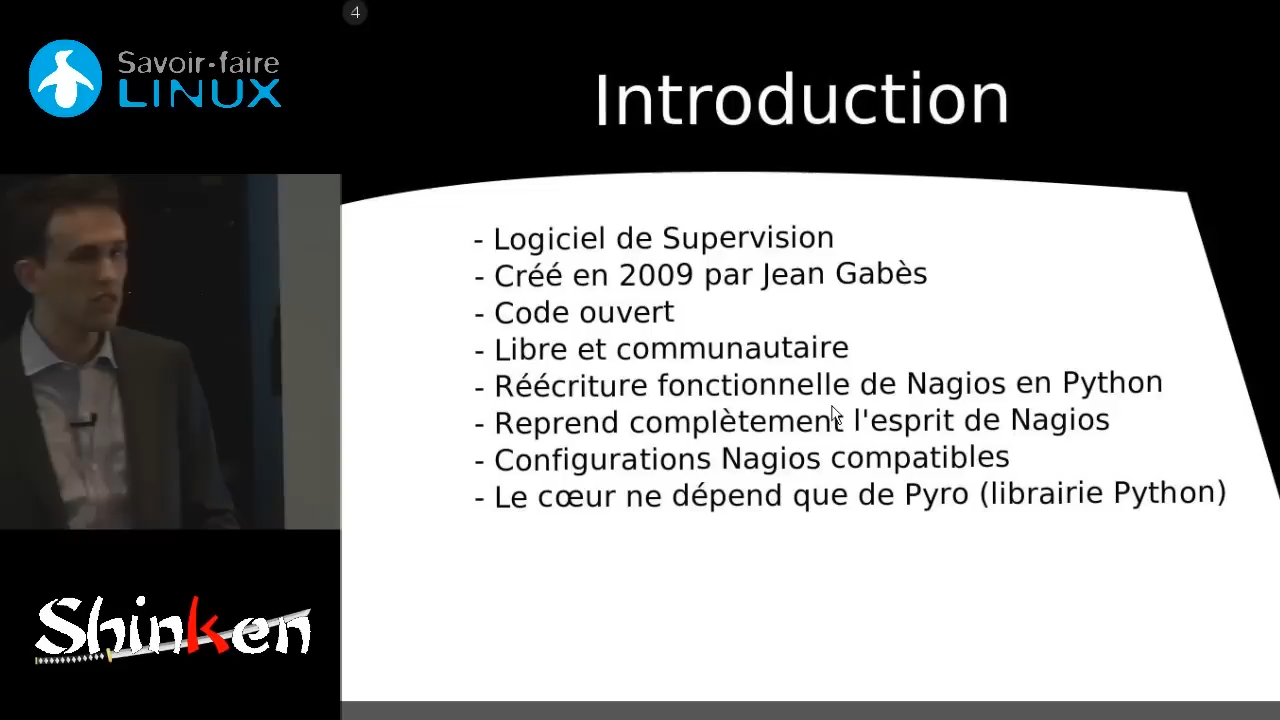 4
Savoir-faire
LINUX
Introduction
- Logiciel de Supervision
- Créé en 2009 par Jean Gabès
- Code ouvert
- Libre et communautaire
- Réécriture fonctionnelle de Nagios en Python
- Reprend complètement l'esprit de Nagios
- Configurations Nagios compatibles
- Le cœur ne dépend que de Pyro (librairie Python)
Shinken